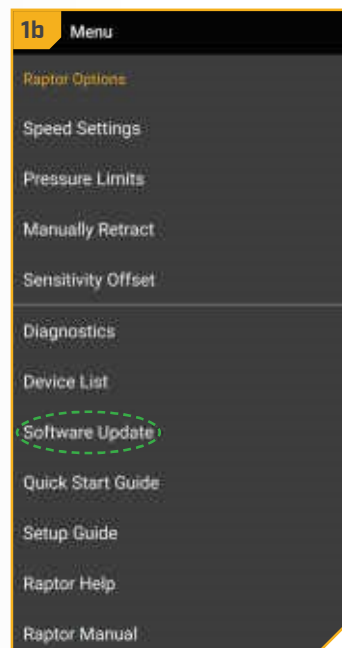 1b
Menu
Raptor Options
Speed Settings
Pressure Limits
Manually Retract
Sensitivity Offset
Diagnostics
Device List
Software Update
Quick Start Guide
Setup Guide
Raptor Help
Raptor Manual